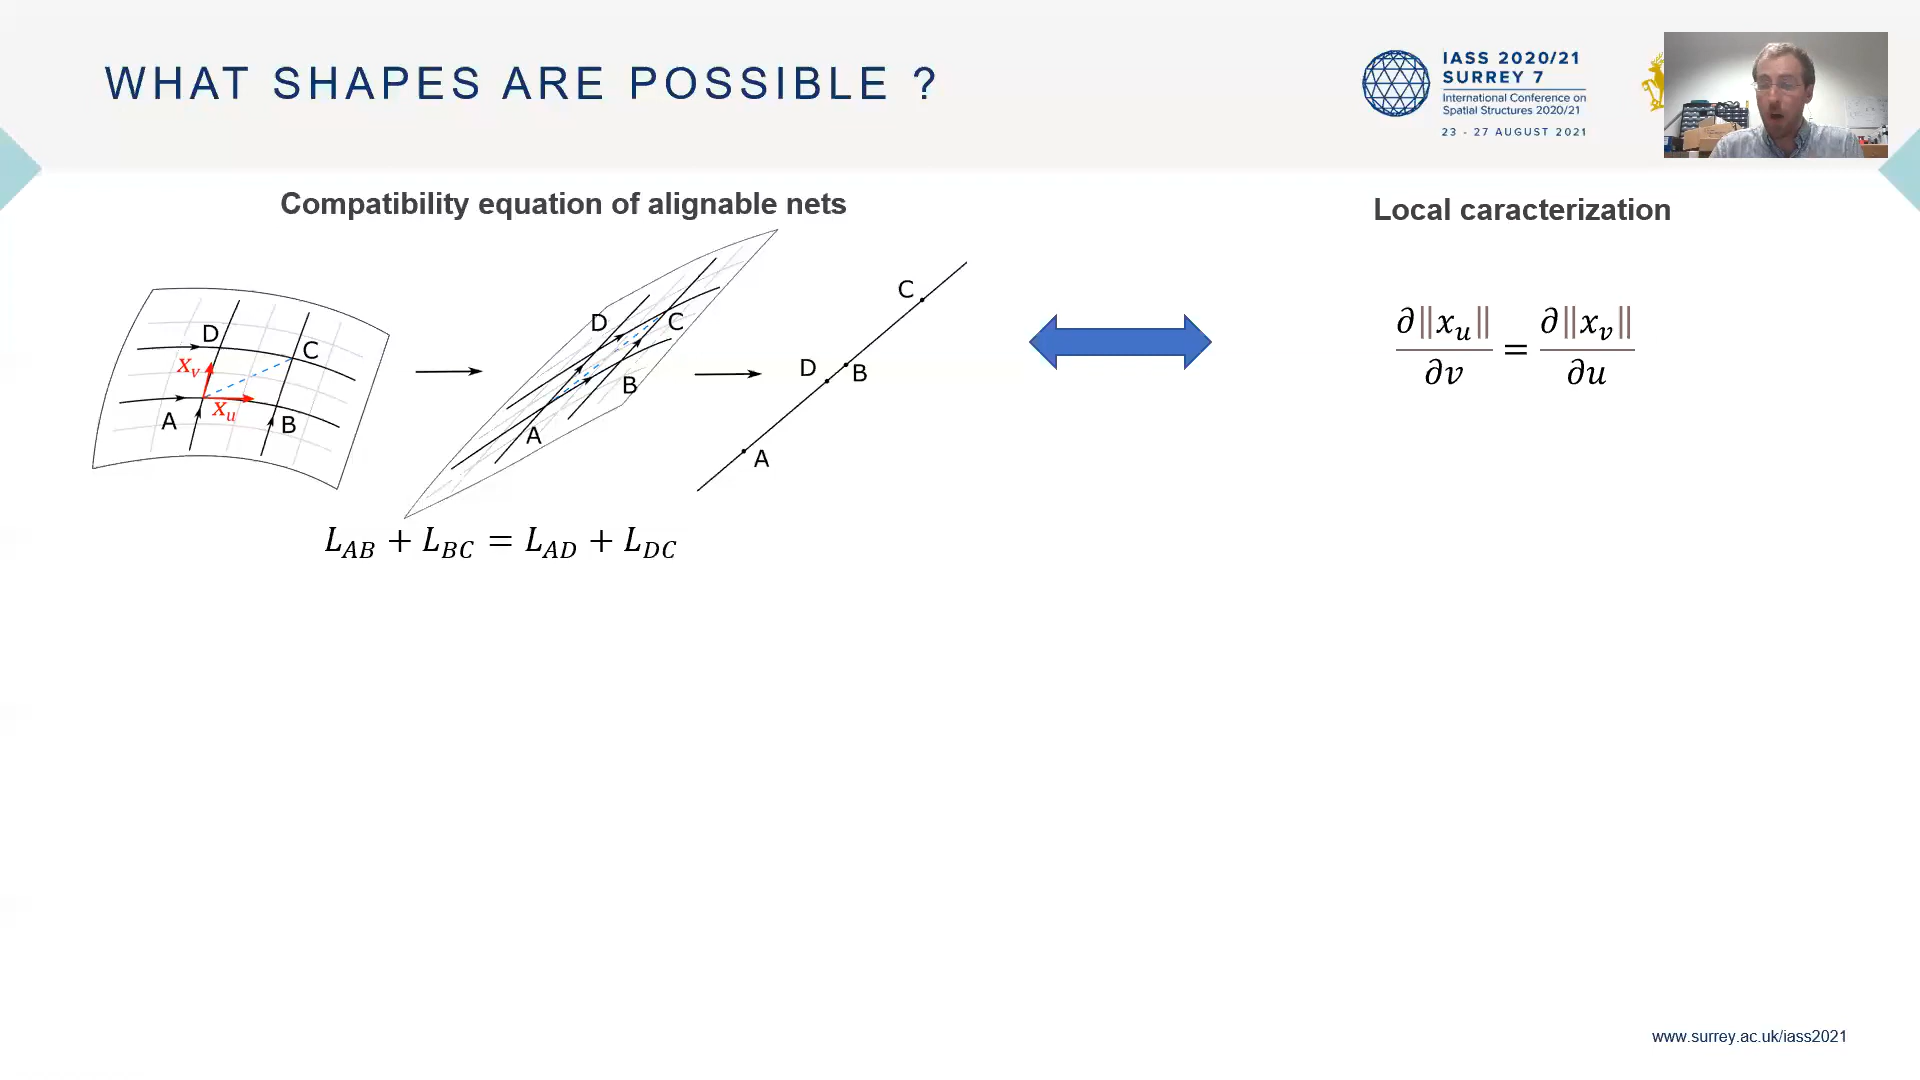 WHAT SHAPES ARE POSSIBLE ?
IASS 2020/21
SURREY 7
International Conference on
Spatial Structures 2020/21
23 - 27 AUGUST 2021
Compatibility equation of alignable nets
Local caracterization
D
C
X_v
X_u
A
B
D
C
B
A
C
D
B
A
∂‖x_u‖/∂v = ∂‖x_v‖/∂u
L_AB + L_BC = L_AD + L_DC
www.surrey.ac.uk/iass2021